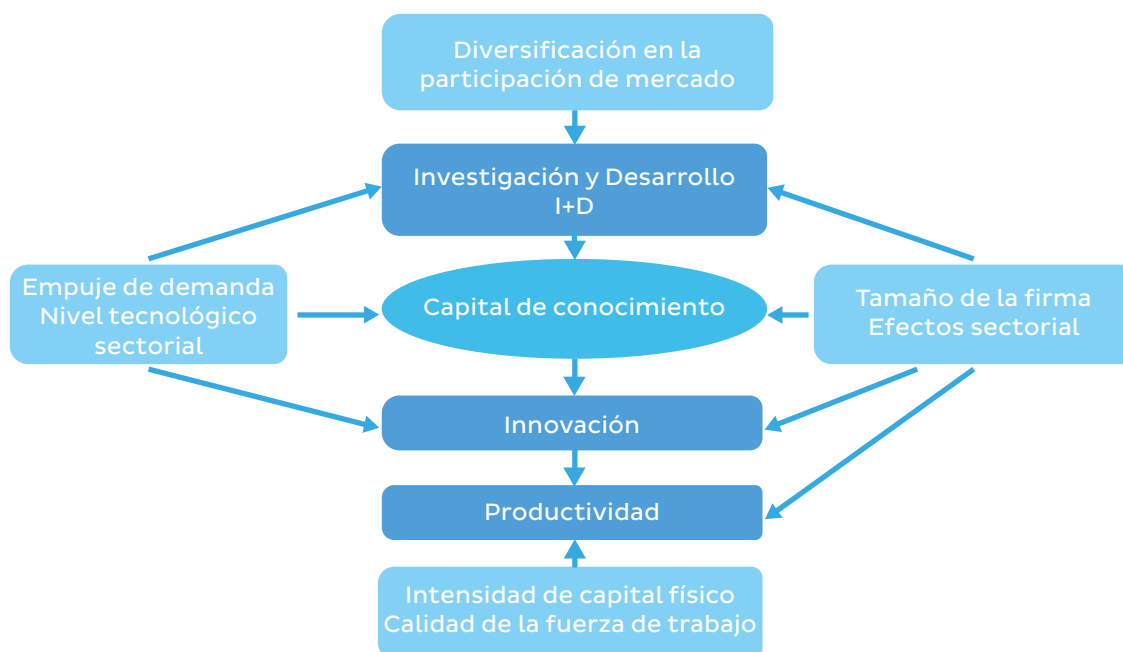 Diversificación en la
participación de mercado
Investigación y Desarrollo
I+D
Empuje de demanda
Nivel tecnológico
sectorial
Capital de conocimiento
Tamaño de la firma
Efectos sectorial
Innovación
Productividad
Intensidad de capital físico
Calidad de la fuerza de trabajo